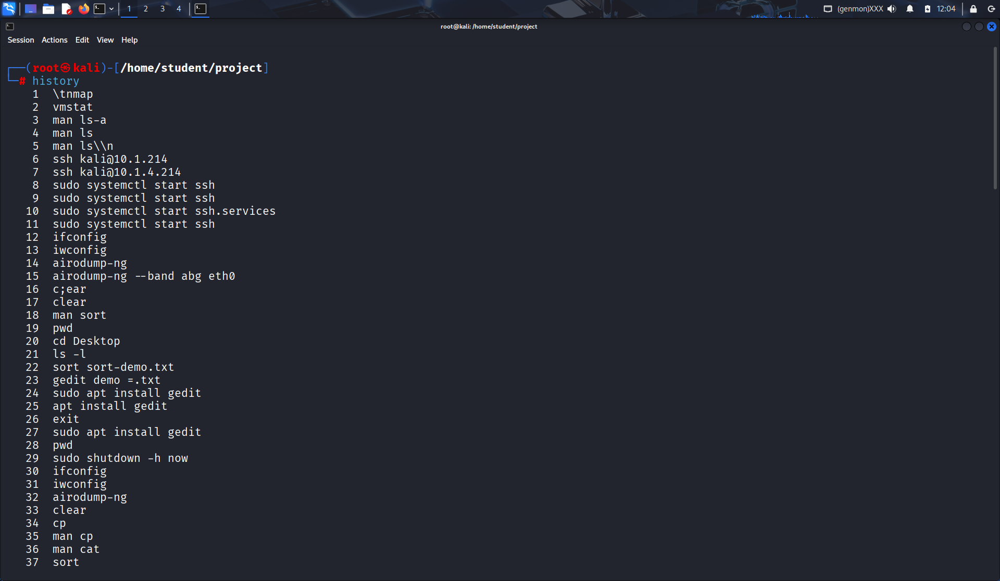 1 2 3 4 (genmon)XXX 12:04
root@kali: /home/student/project
Session Actions Edit View Help
(root㉿kali)-[/home/student/project]
# history
1 \tnmap
2 vmstat
3 man ls-a
4 man ls
5 man ls\\n
6 ssh kali@10.1.214
7 ssh kali@10.1.4.214
8 sudo systemctl start ssh
9 sudo systemctl start ssh
10 sudo systemctl start ssh.services
11 sudo systemctl start ssh
12 ifconfig
13 iwconfig
14 airodump-ng
15 airodump-ng --band abg eth0
16 c;ear
17 clear
18 man sort
19 pwd
20 cd Desktop
21 ls -l
22 sort sort-demo.txt
23 gedit demo =.txt
24 sudo apt install gedit
25 apt install gedit
26 exit
27 sudo apt install gedit
28 pwd
29 sudo shutdown -h now
30 ifconfig
31 iwconfig
32 airodump-ng
33 clear
34 cp
35 man cp
36 man cat
37 sort